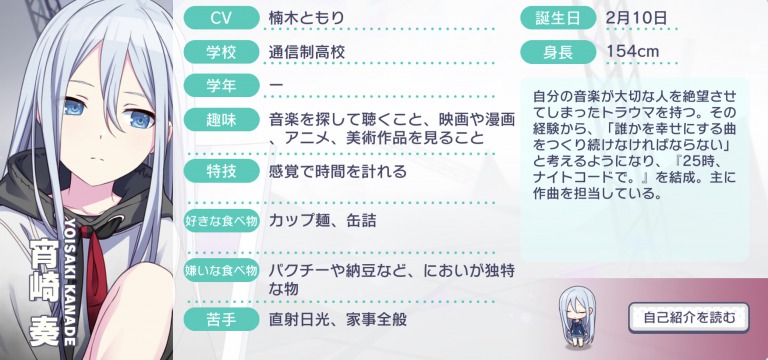 YOISAKI KANADE
宵崎 奏
CV 楠木ともり
学校 通信制高校
学年 ー
趣味 音楽を探して聴くこと、映画や漫画
、アニメ、美術作品を見ること
特技 感覚で時間を計れる
好きな食べ物 カップ麺、缶詰
嫌いな食べ物 パクチーや納豆など、においが独特
な物
苦手 直射日光、家事全般
誕生日 2月10日
身長 154cm
自分の音楽が大切な人を絶望させ
てしまったトラウマを持つ。その
経験から、「誰かを幸せにする曲
をつくり続けなければならない」
と考えるようになり、『25時、
ナイトコードで。』を結成。主に
作曲を担当している。
自己紹介を読む